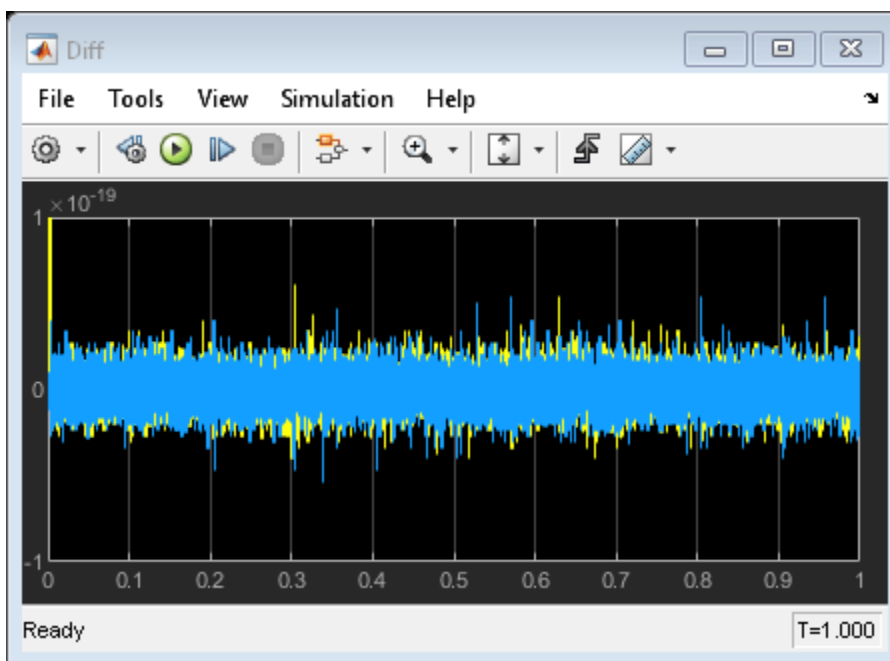 Diff
File Tools View Simulation Help
×10-19
1
0
-1
0 0.1 0.2 0.3 0.4 0.5 0.6 0.7 0.8 0.9 1
Ready T=1.000